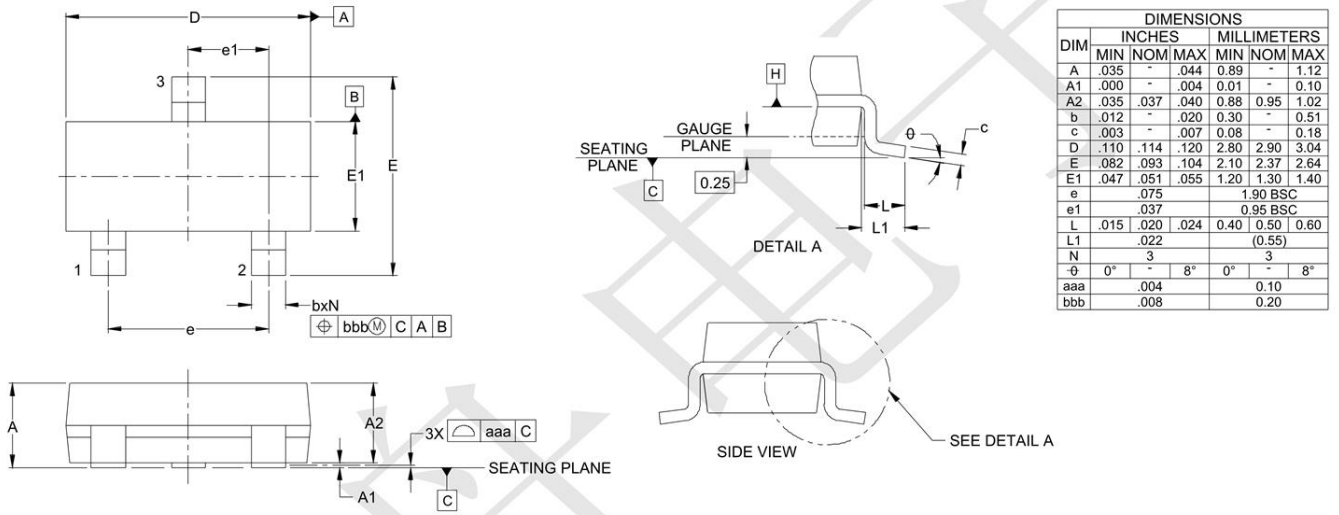 D
A
e1
3
B
E1
E
1
2
bxN
e
⌖ bbbⓂ C A B
A
A2
3X ⌓ aaa C
SEATING PLANE
A1
C
H
GAUGE
PLANE
SEATING
PLANE
C
0.25
θ
c
L
L1
DETAIL A
SIDE VIEW
SEE DETAIL A
DIMENSIONS
DIM INCHES MILLIMETERS
MIN NOM MAX MIN NOM MAX
A .035 - .044 0.89 - 1.12
A1 .000 - .004 0.01 - 0.10
A2 .035 .037 .040 0.88 0.95 1.02
b .012 - .020 0.30 - 0.51
c .003 - .007 0.08 - 0.18
D .110 .114 .120 2.80 2.90 3.04
E .082 .093 .104 2.10 2.37 2.64
E1 .047 .051 .055 1.20 1.30 1.40
e .075 1.90 BSC
e1 .037 0.95 BSC
L .015 .020 .024 0.40 0.50 0.60
L1 .022 (0.55)
N 3 3
θ 0° - 8° 0° - 8°
aaa .004 0.10
bbb .008 0.20